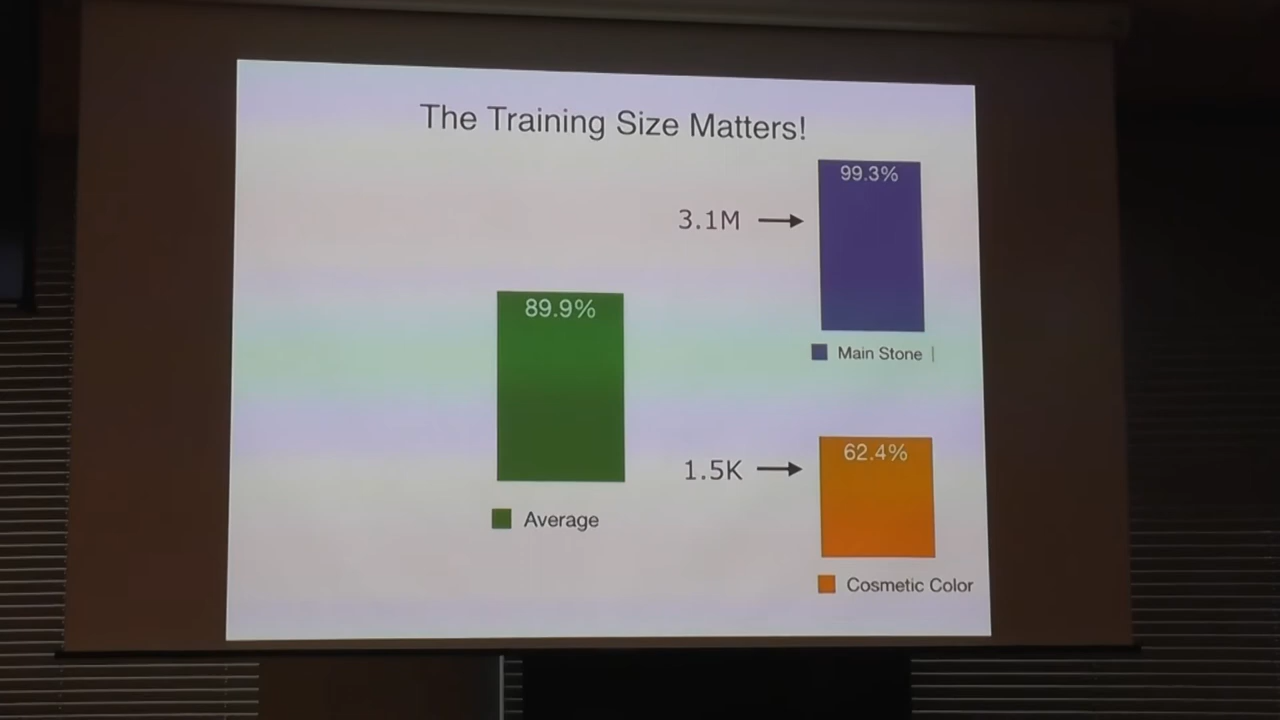 The Training Size Matters!
99.3%
3.1M
Main Stone
89.9%
Average
62.4%
1.5K
Cosmetic Color